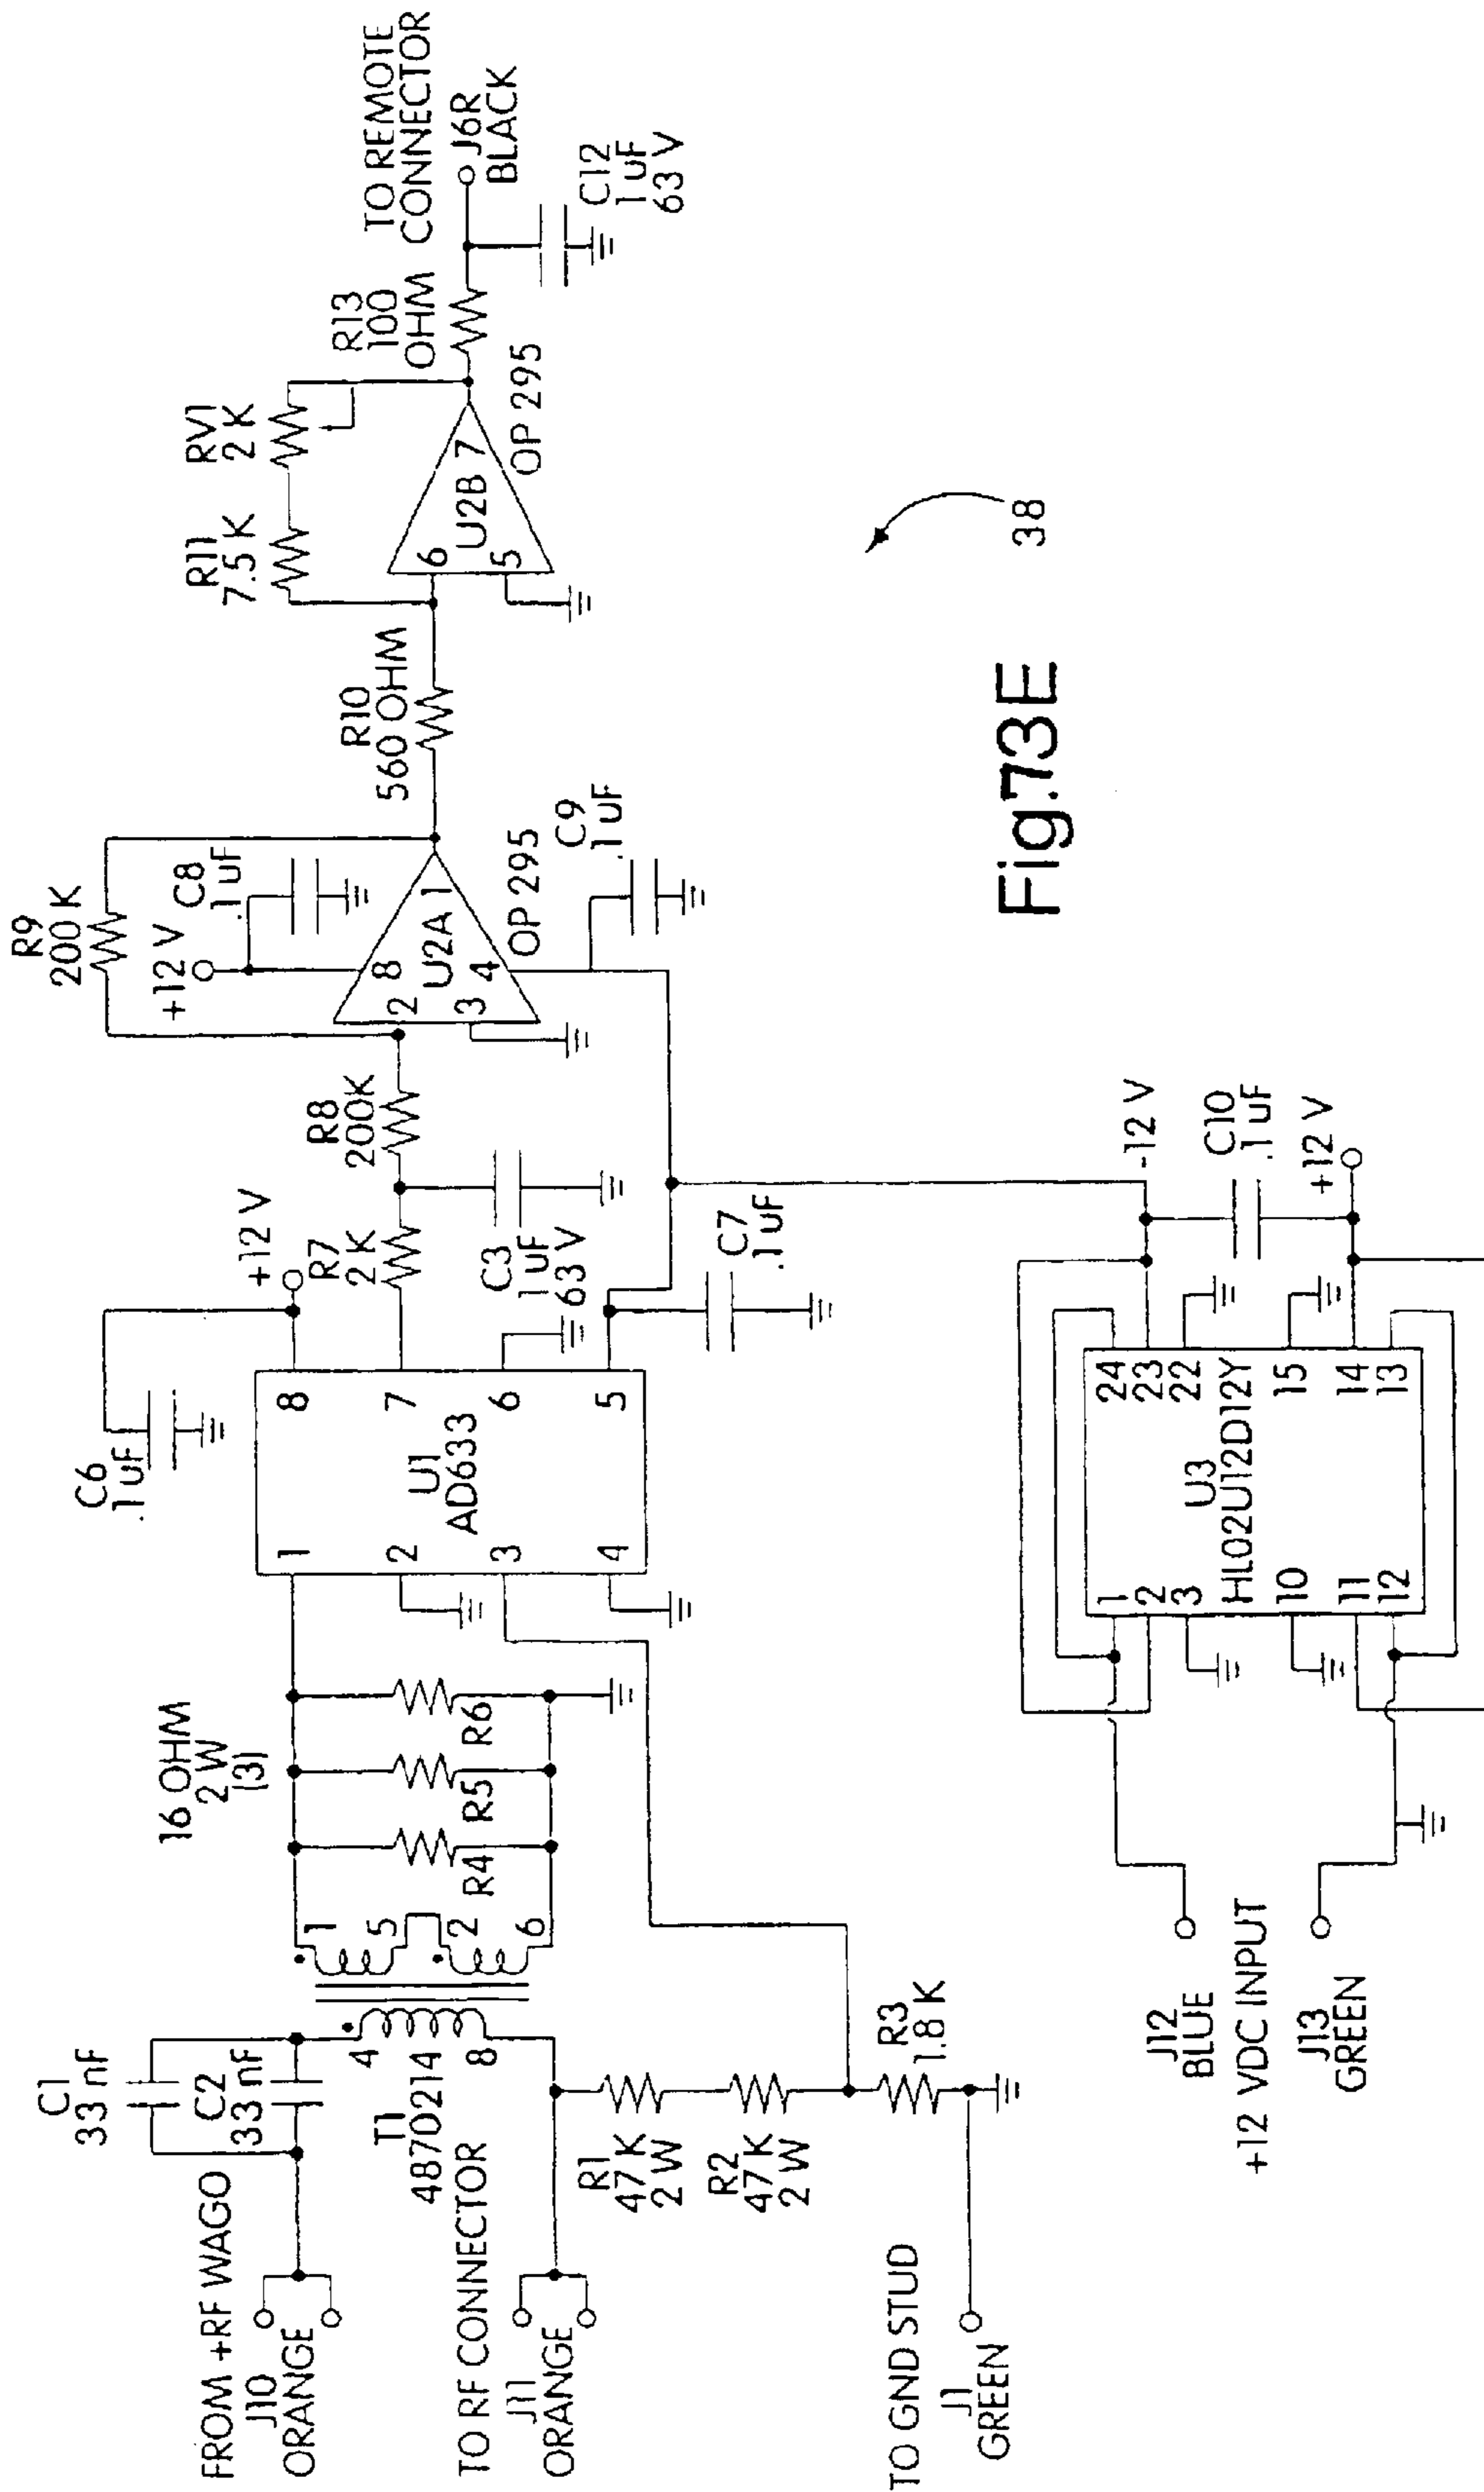 FROM +RF WAGO
J10
ORANGE
C1
33 nF
C2
33 nF
T1
4870214
4
8
1
5
2
6
TO RF CONNECTOR
J11
ORANGE
R1
47 K
2 W
R2
47 K
2 W
R3
1.8 K
TO GND STUD
J1
GREEN
16 OHM
2 W
(3)
R4
R5
R6
C6
.1 uF
U1
AD633
1
2
3
4
8
7
6
5
+12 V
R7
2 K
C3
1 uF
63 V
C7
.1 uF
R8
200K
R9
200 K
+12 V
C8
.1 uF
2
3
8
U2A
4
1
OP 295
C9
.1 uF
R10
560 OHM
R11
7.5 K
RV1
2 K
6
5
U2B
7
OP 295
R13
100
OHM
TO REMOTE
CONNECTOR
J6R
BLACK
C12
1 uF
63 V
J12
BLUE
+12 VDC INPUT
J13
GREEN
1
2
3
10
11
12
U3
HL02U12D12Y
24
23
22
15
14
13
-12 V
C10
.1 uF
+12 V
38
Fig.73E